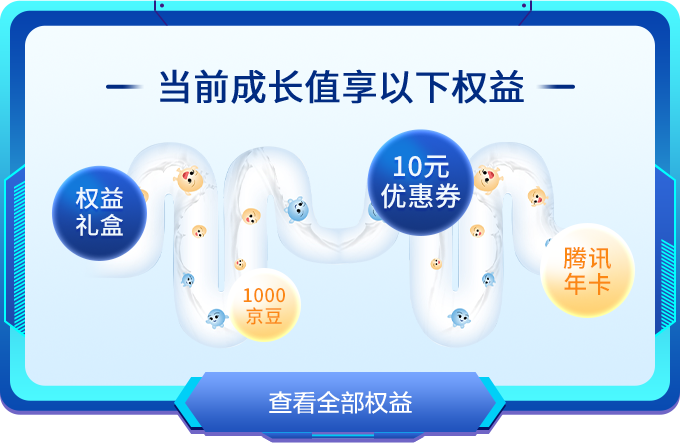 当前成长值享以下权益
权益
礼盒
10元
优惠券
1000
京豆
腾讯
年卡
查看全部权益